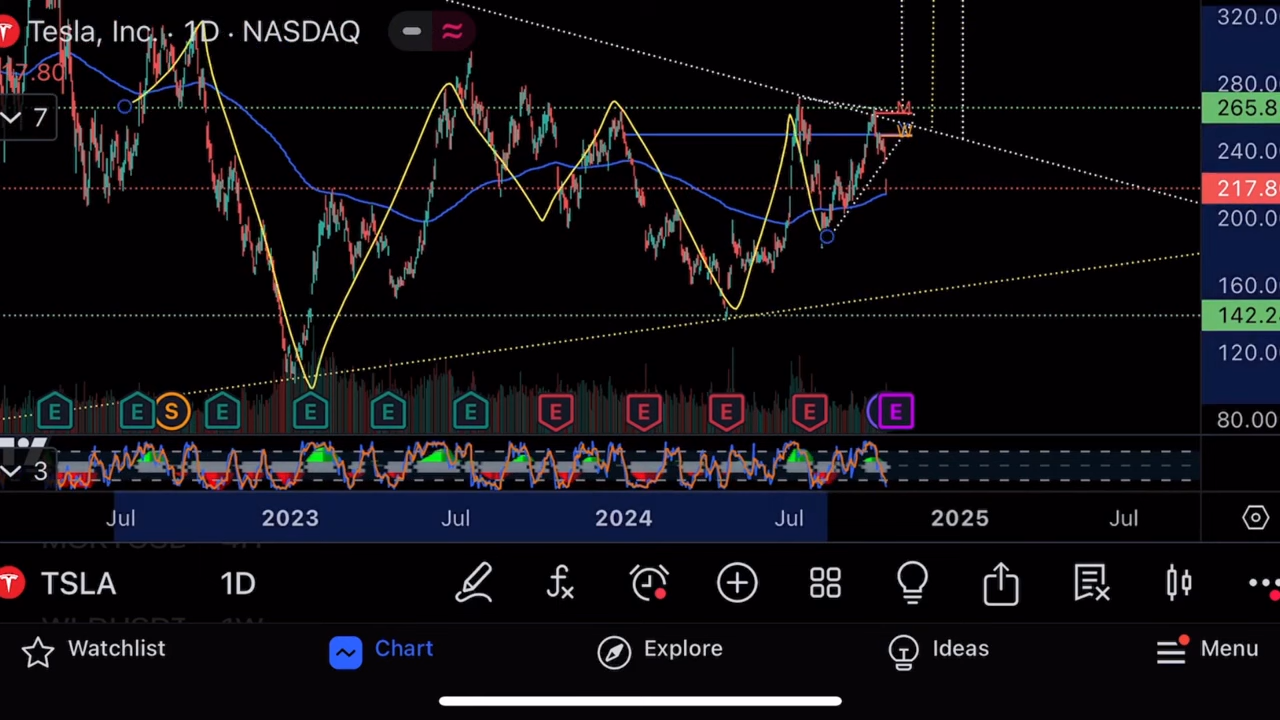 Tesla, Inc. · 1D · NASDAQ
17.80
7
320.0
280.0
265.8
240.0
217.8
200.0
160.0
142.2
120.0
80.00
E
E
S
E
E
E
E
E
E
E
E
E
3
Jul
2023
Jul
2024
Jul
2025
Jul
TSLA
1D
Watchlist
Chart
Explore
Ideas
Menu